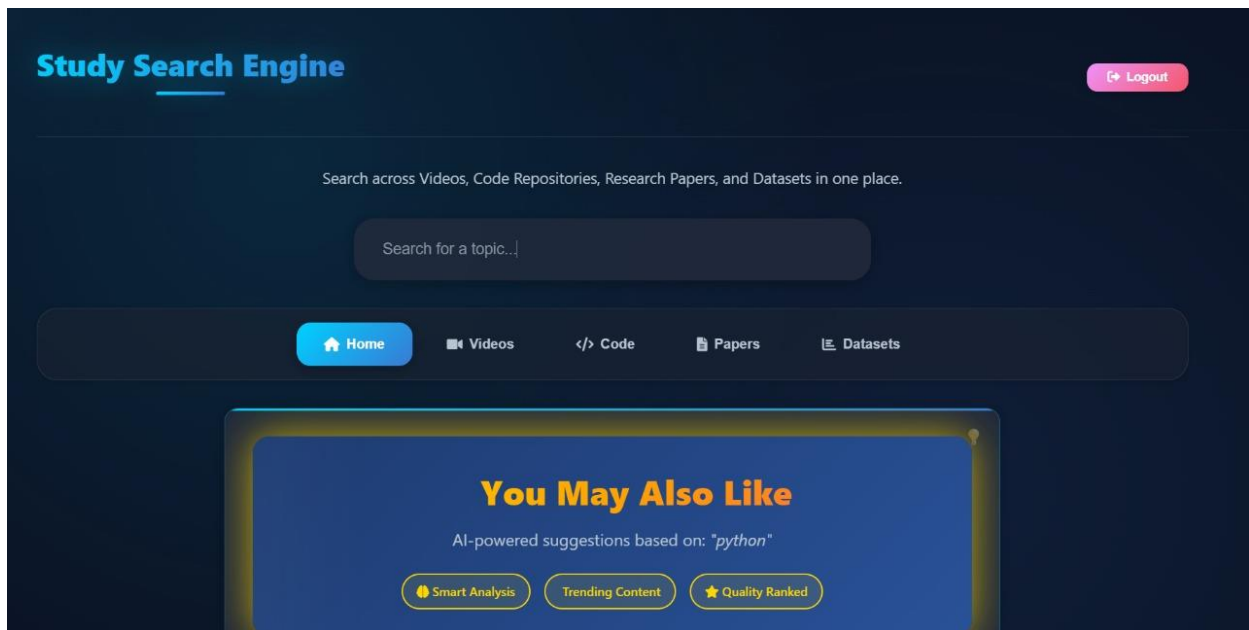 Study Search Engine
Logout
Search across Videos, Code Repositories, Research Papers, and Datasets in one place.
Search for a topic...
Home Videos </> Code Papers Datasets
You May Also Like
AI-powered suggestions based on: "python"
Smart Analysis Trending Content Quality Ranked